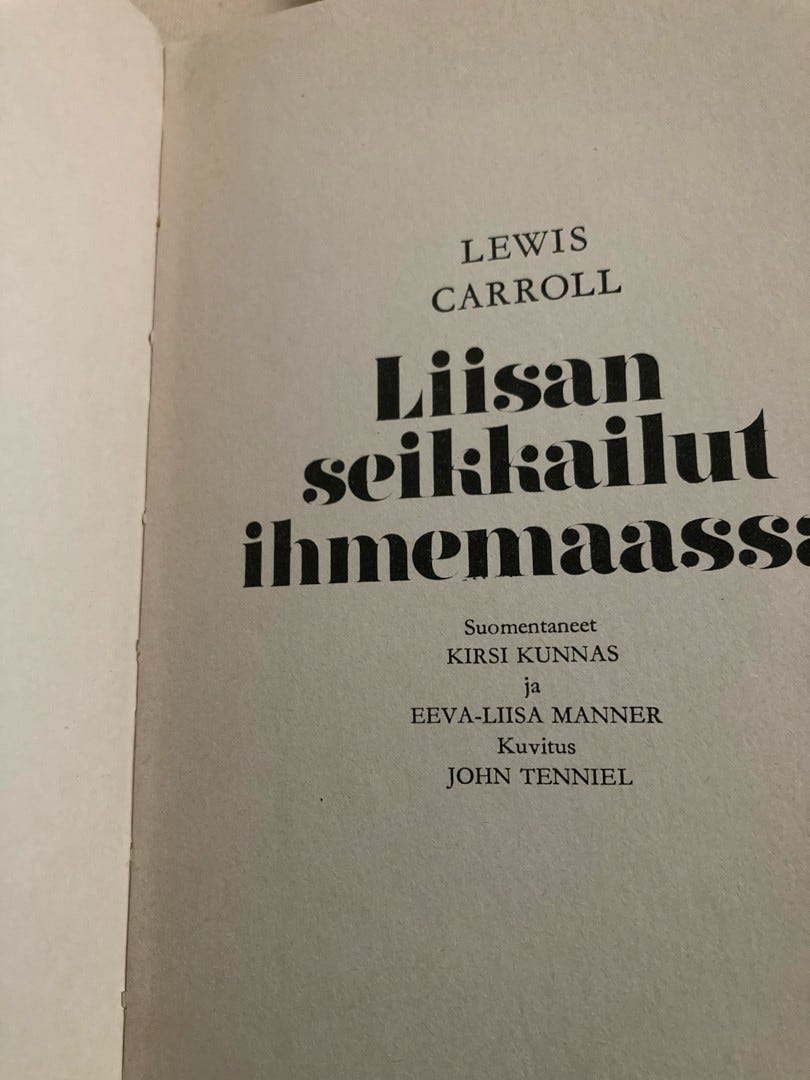 LEWIS
CARROLL
Liisan
seikkailut
ihmemaassa
Suomentaneet
KIRSI KUNNAS
ja
EEVA-LIISA MANNER
Kuvitus
JOHN TENNIEL